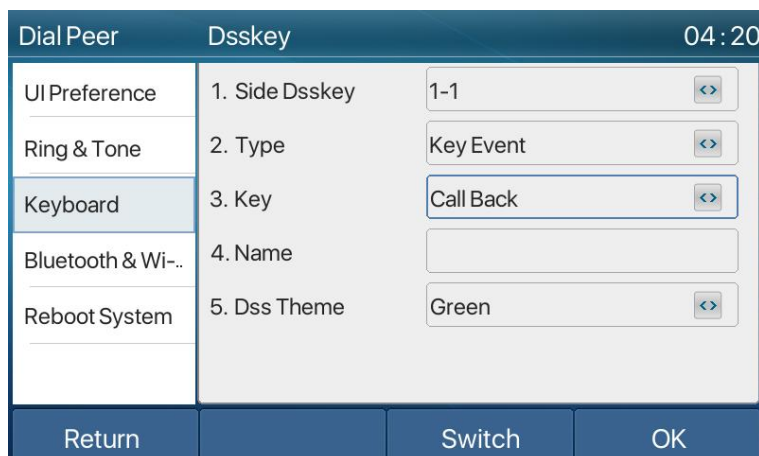 Dial Peer Dsskey 04:20
UI Preference
Ring & Tone
Keyboard
Bluetooth & Wi-..
Reboot System
1. Side Dsskey 1-1
2. Type Key Event
3. Key Call Back
4. Name
5. Dss Theme Green
Return Switch OK